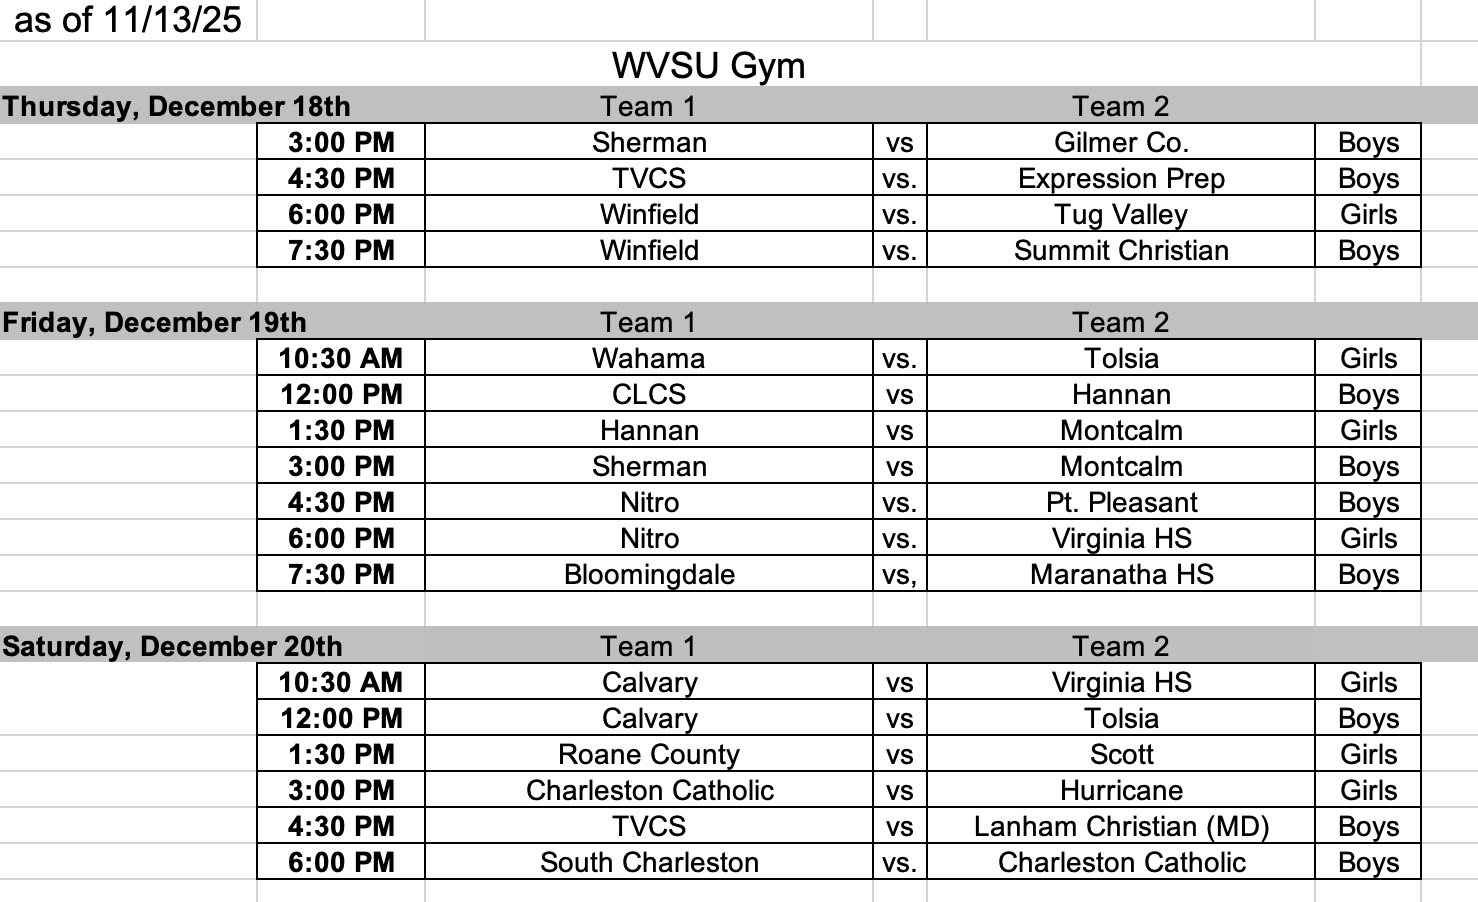 as of 11/13/25
WVSU Gym
Thursday, December 18th Team 1 Team 2
3:00 PM Sherman vs Gilmer Co. Boys
4:30 PM TVCS vs. Expression Prep Boys
6:00 PM Winfield vs. Tug Valley Girls
7:30 PM Winfield vs. Summit Christian Boys
Friday, December 19th Team 1 Team 2
10:30 AM Wahama vs. Tolsia Girls
12:00 PM CLCS vs Hannan Boys
1:30 PM Hannan vs Montcalm Girls
3:00 PM Sherman vs Montcalm Boys
4:30 PM Nitro vs. Pt. Pleasant Boys
6:00 PM Nitro vs. Virginia HS Girls
7:30 PM Bloomingdale vs, Maranatha HS Boys
Saturday, December 20th Team 1 Team 2
10:30 AM Calvary vs Virginia HS Girls
12:00 PM Calvary vs Tolsia Boys
1:30 PM Roane County vs Scott Girls
3:00 PM Charleston Catholic vs Hurricane Girls
4:30 PM TVCS vs Lanham Christian (MD) Boys
6:00 PM South Charleston vs. Charleston Catholic Boys